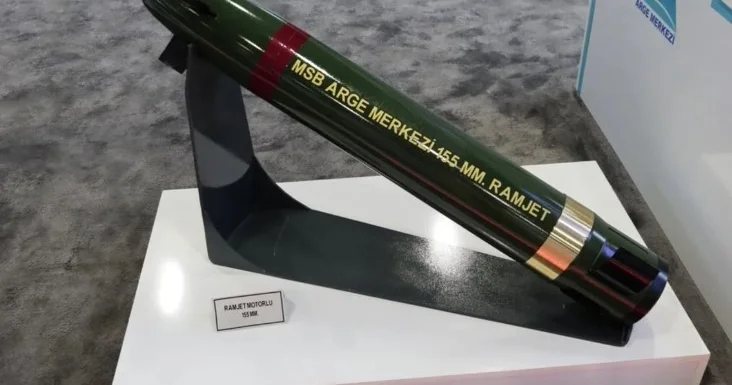 ARGE MERKEZİ
MSB ARGE MERKEZİ 155 MM. RAMJET
RAMJET MOTORLU
155 MM.